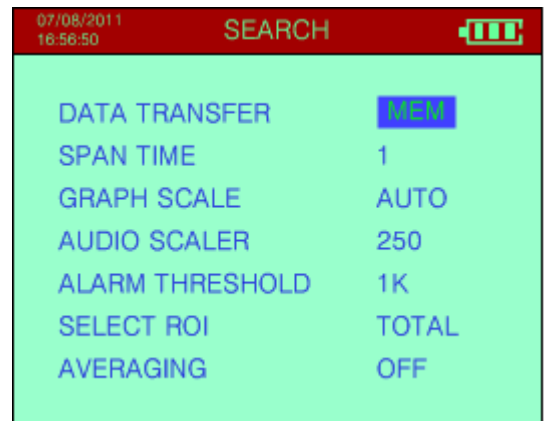 07/08/2011
16:56:50
SEARCH
DATA TRANSFER MEM
SPAN TIME 1
GRAPH SCALE AUTO
AUDIO SCALER 250
ALARM THRESHOLD 1K
SELECT ROI TOTAL
AVERAGING OFF